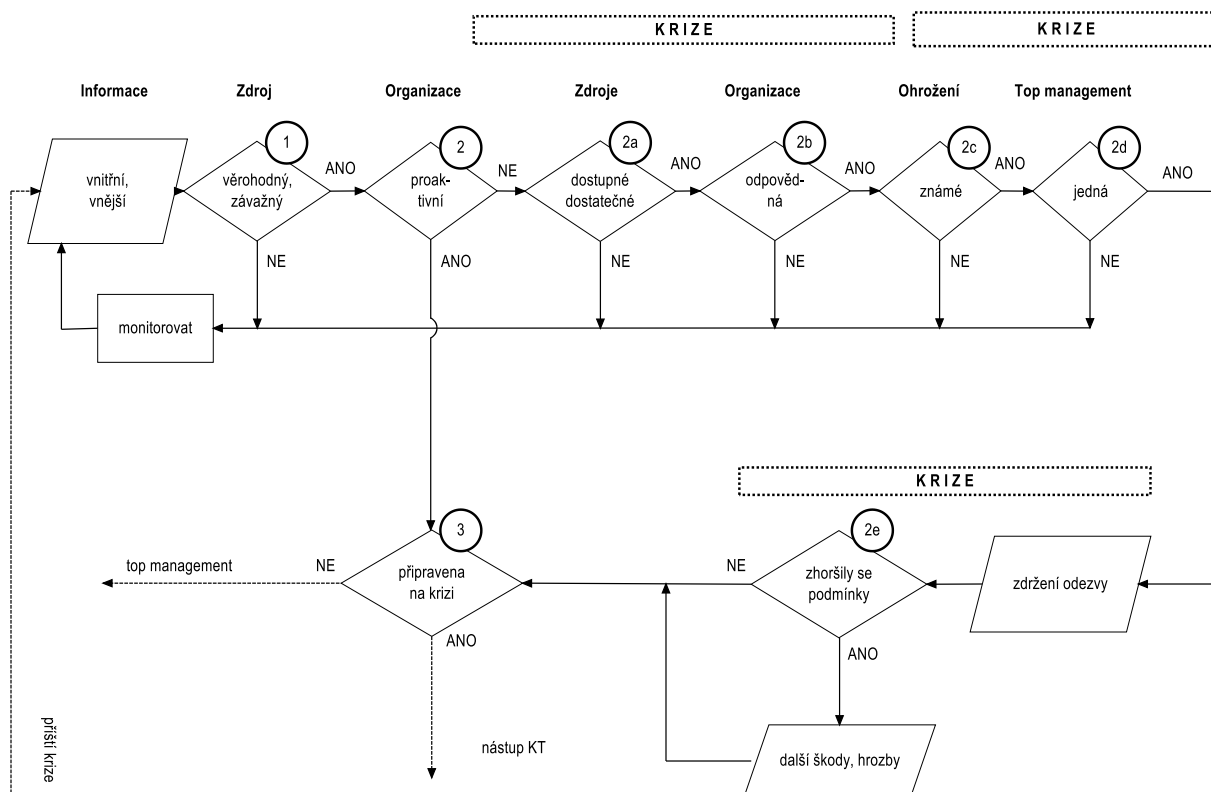 KRIZE
KRIZE
Informace
Zdroj
Organizace
Zdroje
Organizace
Ohrožení
Top management
1
2
2a
2b
2c
2d
vnitřní,
vnější
věrohodný,
závažný
ANO
proak-
tivní
NE
dostupné
dostatečné
ANO
odpověd-
ná
ANO
známé
ANO
jedná
ANO
NE
ANO
NE
NE
NE
NE
monitorovat
KRIZE
3
2e
top management
NE
připravena
na krizi
NE
zhoršily se
podmínky
zdržení odezvy
ANO
ANO
příští krize
nástup KT
další škody, hrozby